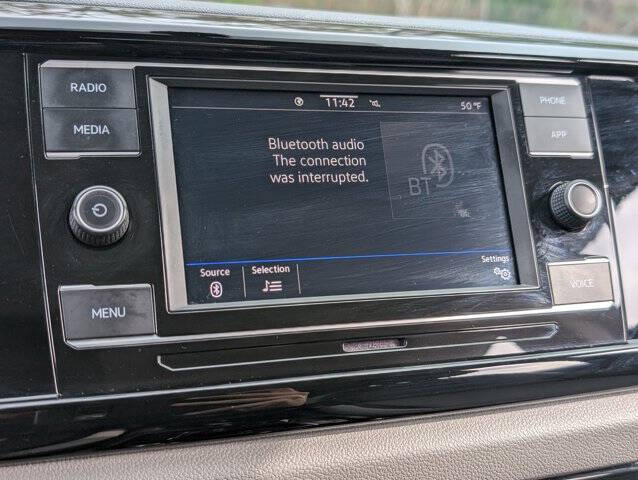 RADIO
MEDIA
MENU
11:42
50°F
Bluetooth audio
The connection
was interrupted.
BT
Source
Selection
Settings
PHONE
APP
VOICE